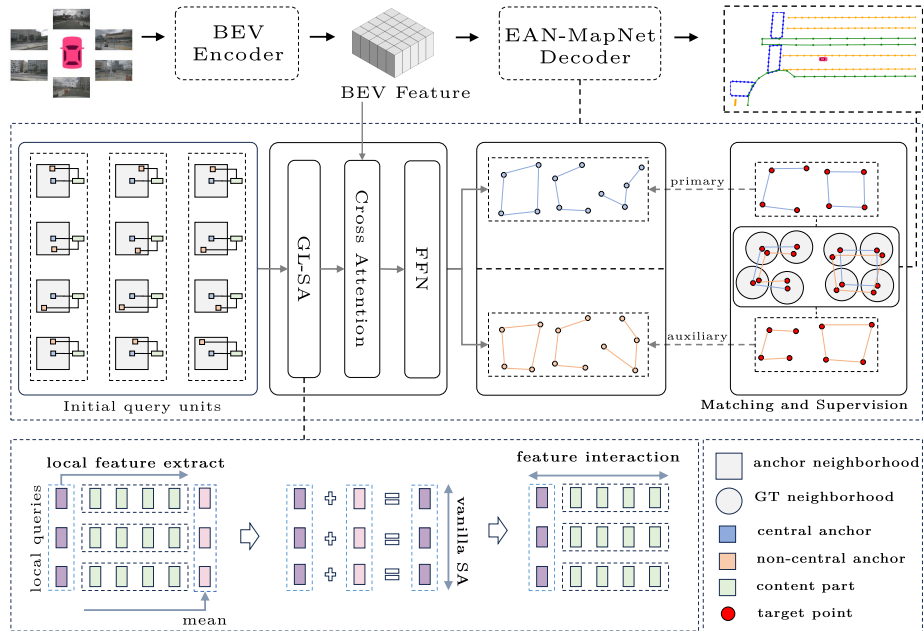 BEV
Encoder
BEV Feature
EAN-MapNet
Decoder
Initial query units
GL-SA
Cross Attention
FFN
primary
auxiliary
Matching and Supervision
local feature extract
local queries
mean
vanilla SA
feature interaction
anchor neighborhood
GT neighborhood
central anchor
non-central anchor
content part
target point